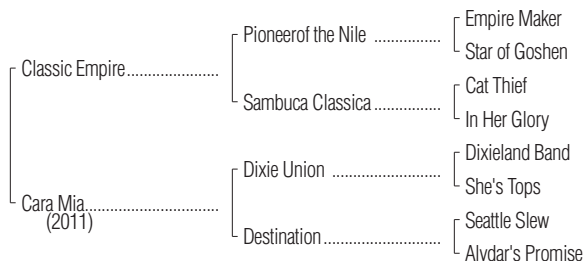 Empire Maker
Pioneerof the Nile
Star of Goshen
Classic Empire
Cat Thief
Sambuca Classica
In Her Glory
Dixieland Band
Dixie Union
She's Tops
Cara Mia
(2011)
Seattle Slew
Destination
Alydar's Promise